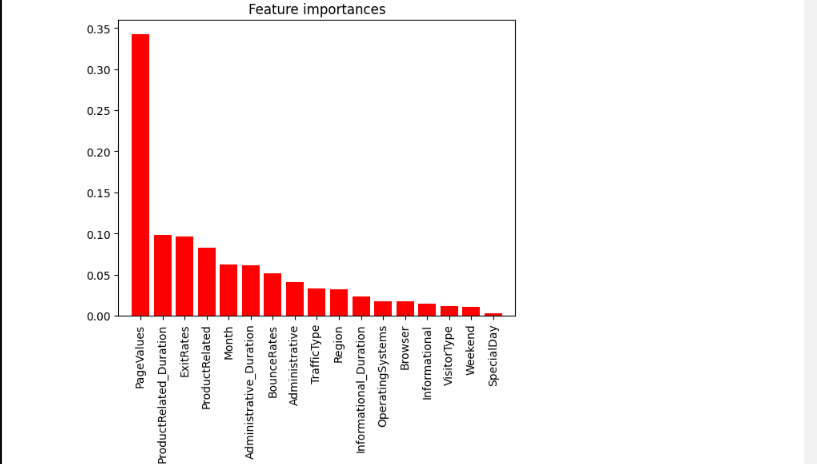 Feature importances
0.35
0.30
0.25
0.20
0.15
0.10
0.05
0.00
PageValues
ProductRelated_Duration
ExitRates
ProductRelated
Month
Administrative_Duration
BounceRates
Administrative
TrafficType
Region
Informational_Duration
OperatingSystems
Browser
Informational
VisitorType
Weekend
SpecialDay